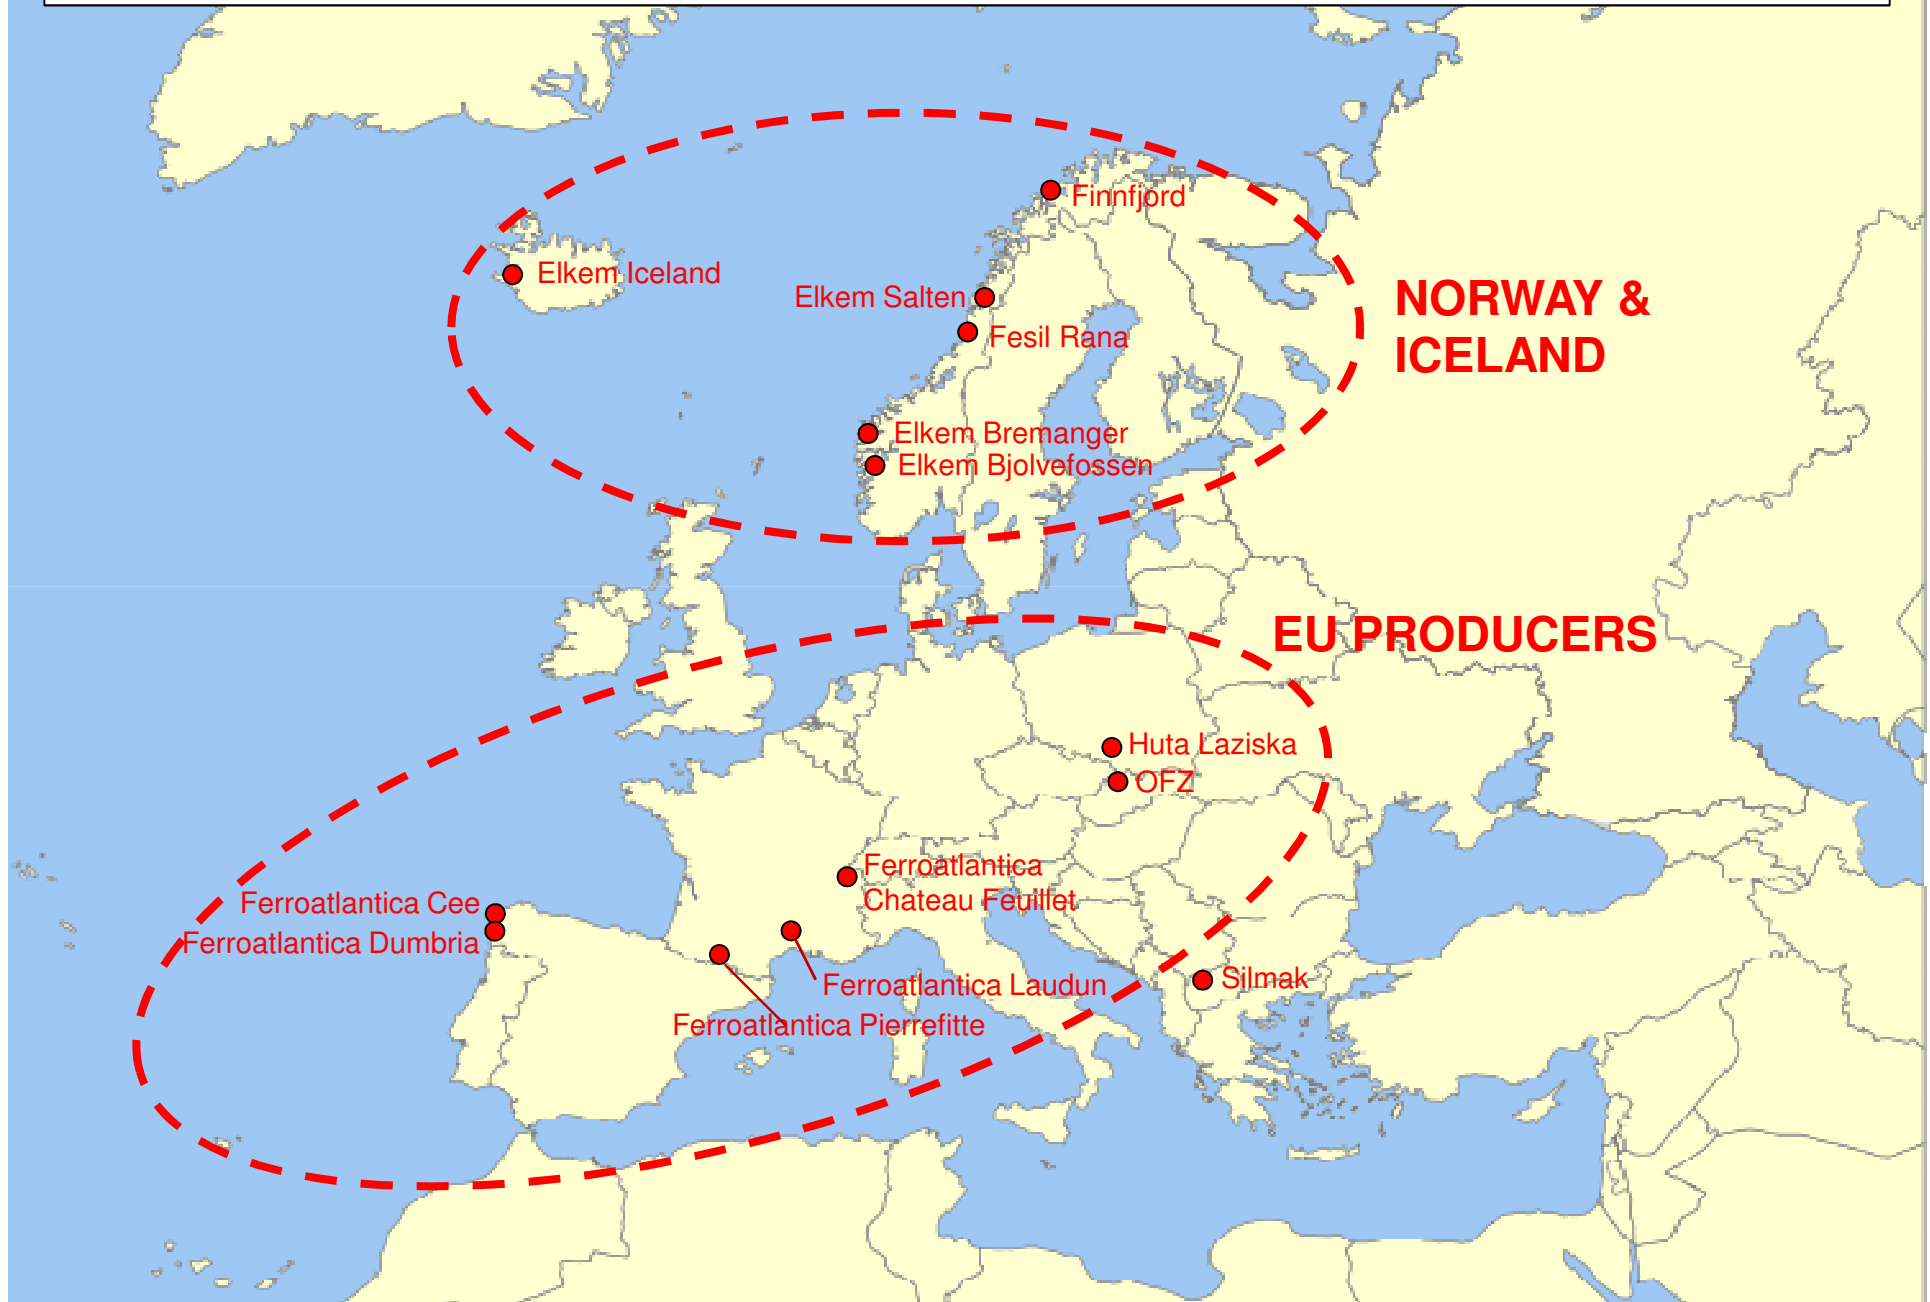 Finnfjord
Elkem Iceland
Elkem Salten
NORWAY &
ICELAND
Fesil Rana
Elkem Bremanger
Elkem Bjolvefossen
EU PRODUCERS
Huta Laziska
OFZ
Ferroatlantica
Chateau Feuillet
Ferroatlantica Cee
Ferroatlantica Dumbria
Silmak
Ferroatlantica Laudun
Ferroatlantica Pierrefitte